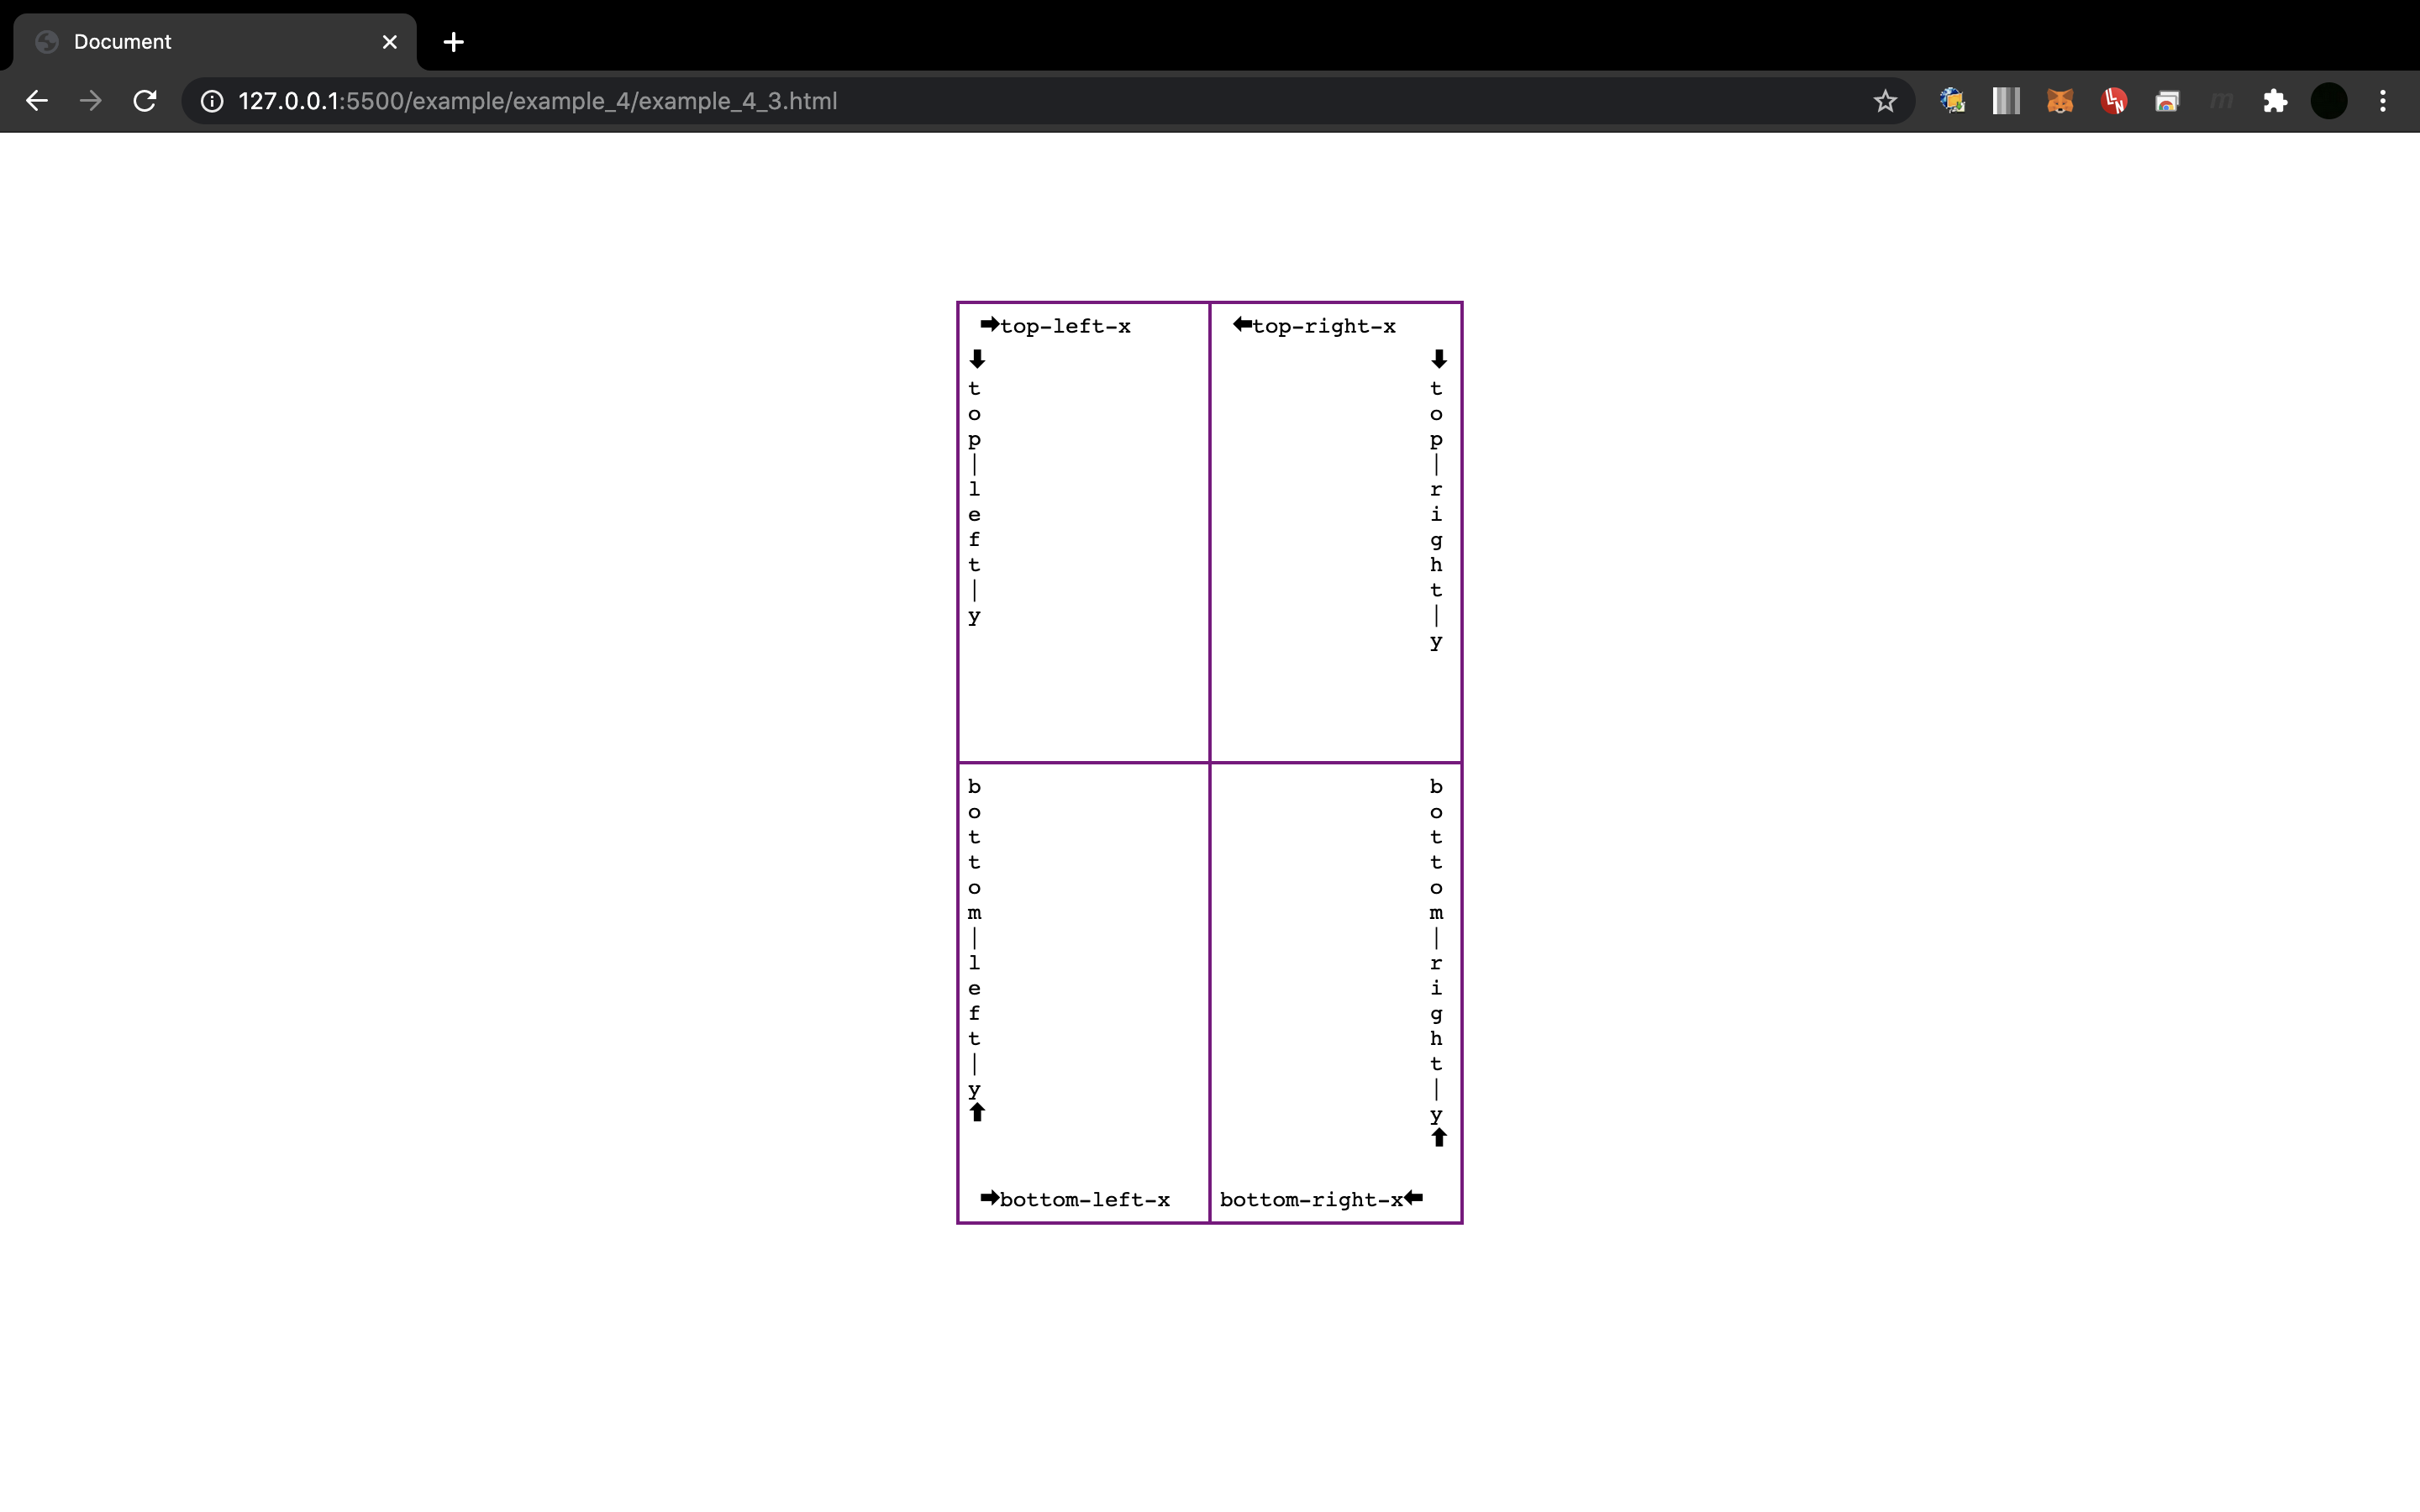 Document
127.0.0.1:5500/example/example_4/example_4_3.html
➡top-left-x
⬅top-right-x
⬇
t
o
p
|
l
e
f
t
|
y
⬇
t
o
p
|
r
i
g
h
t
|
y
b
o
t
t
o
m
|
l
e
f
t
|
y
⬆
b
o
t
t
o
m
|
r
i
g
h
t
|
y
⬆
➡bottom-left-x
bottom-right-x⬅